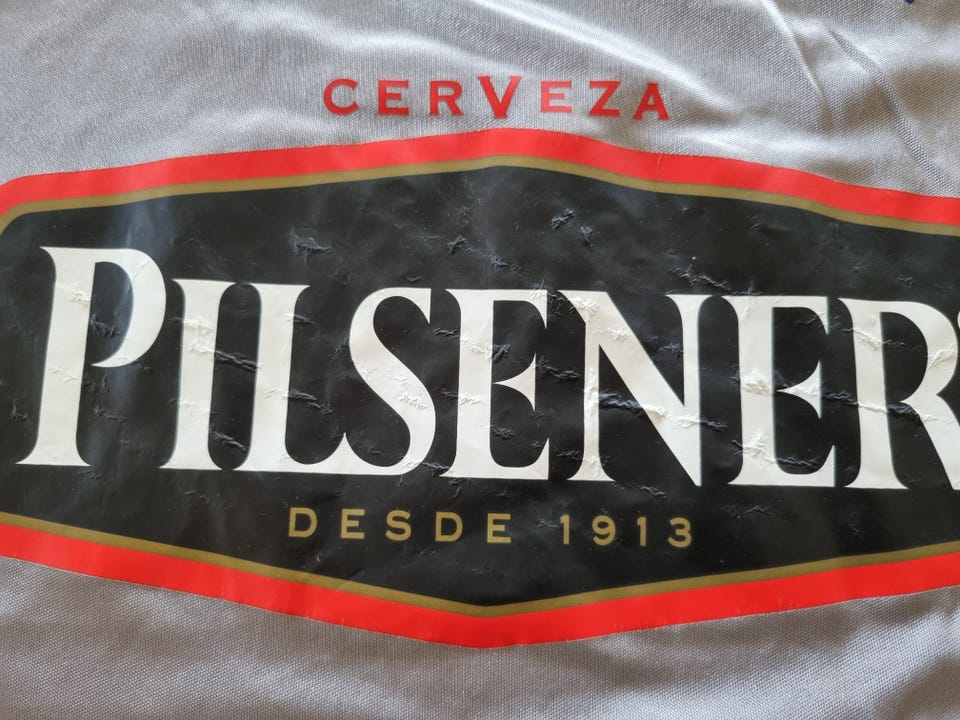 CERVEZA
PILSENER
DESDE 1913